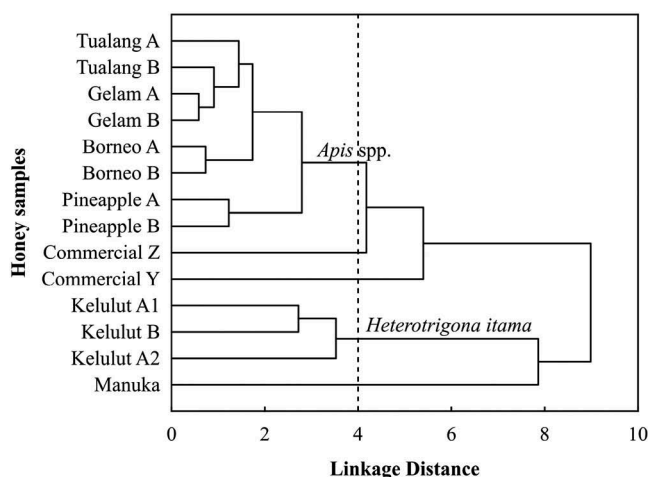 Honey samples
Tualang A
Tualang B
Gelam A
Gelam B
Borneo A
Borneo B
Pineapple A
Pineapple B
Commercial Z
Commercial Y
Kelulut A1
Kelulut B
Kelulut A2
Manuka
Apis spp.
Heterotrigona itama
0 2 4 6 8 10
Linkage Distance